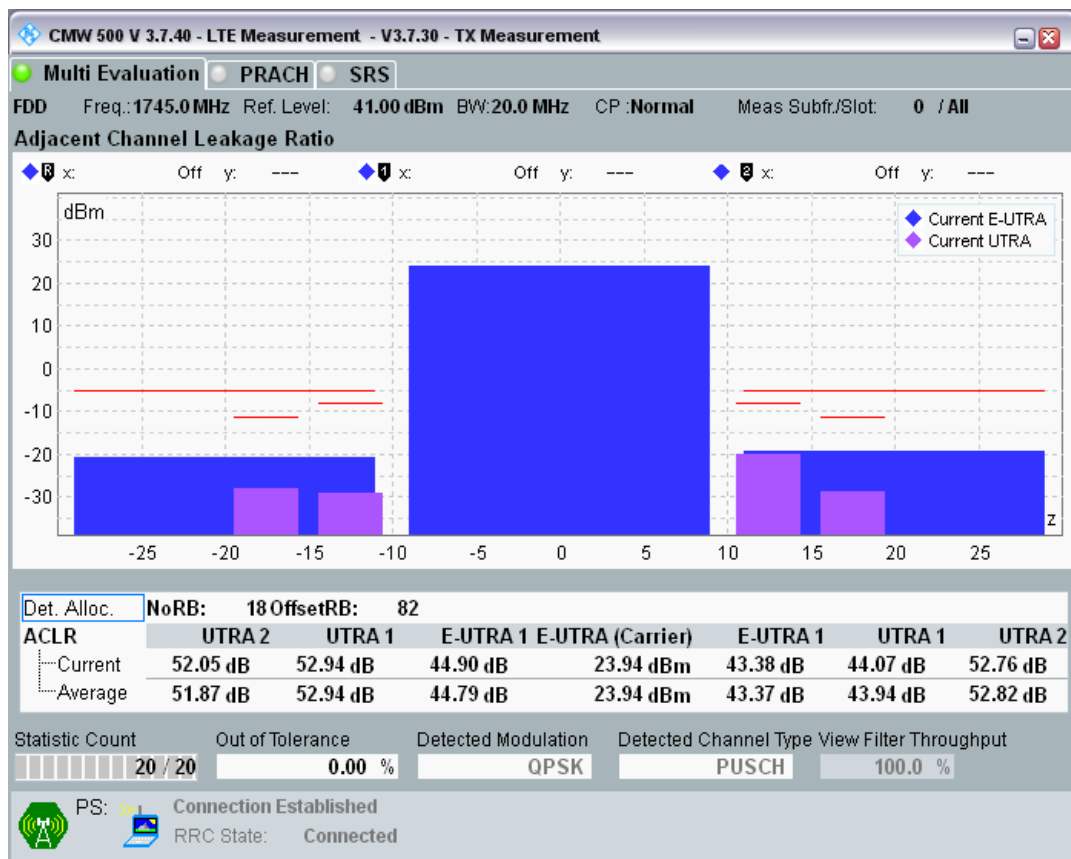 CMW 500 V 3.7.40 - LTE Measurement - V3.7.30 - TX Measurement
Multi Evaluation PRACH SRS
FDD Freq.:1745.0 MHz Ref. Level: 41.00 dBm BW:20.0 MHz CP :Normal Meas Subfr./Slot: 0 / All
Adjacent Channel Leakage Ratio
R x: Off y: --- 1 x: Off y: --- 2 x: Off y: ---
dBm
Current E-UTRA
Current UTRA
30
20
10
0
-10
-20
-30
z
-25 -20 -15 -10 -5 0 5 10 15 20 25
Det. Alloc. NoRB: 18 OffsetRB: 82
ACLR UTRA 2 UTRA 1 E-UTRA 1 E-UTRA (Carrier) E-UTRA 1 UTRA 1 UTRA 2
Current 52.05 dB 52.94 dB 44.90 dB 23.94 dBm 43.38 dB 44.07 dB 52.76 dB
Average 51.87 dB 52.94 dB 44.79 dB 23.94 dBm 43.37 dB 43.94 dB 52.82 dB
Statistic Count Out of Tolerance Detected Modulation Detected Channel Type View Filter Throughput
20 / 20 0.00 % QPSK PUSCH 100.0 %
PS: Connection Established
RRC State: Connected